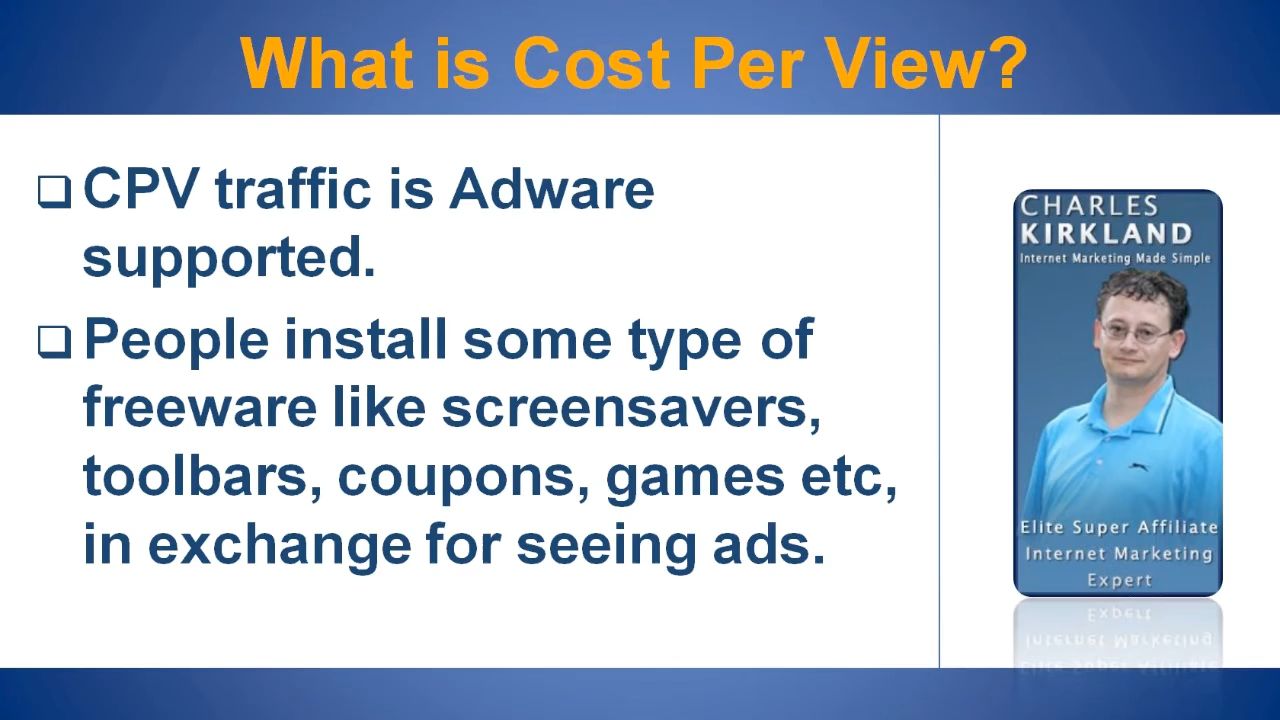 What is Cost Per View?
CPV traffic is Adware
supported.
People install some type of
freeware like screensavers,
toolbars, coupons, games etc,
in exchange for seeing ads.
CHARLES
KIRKLAND
Internet Marketing Made Simple
Elite Super Affiliate
Internet Marketing
Expert